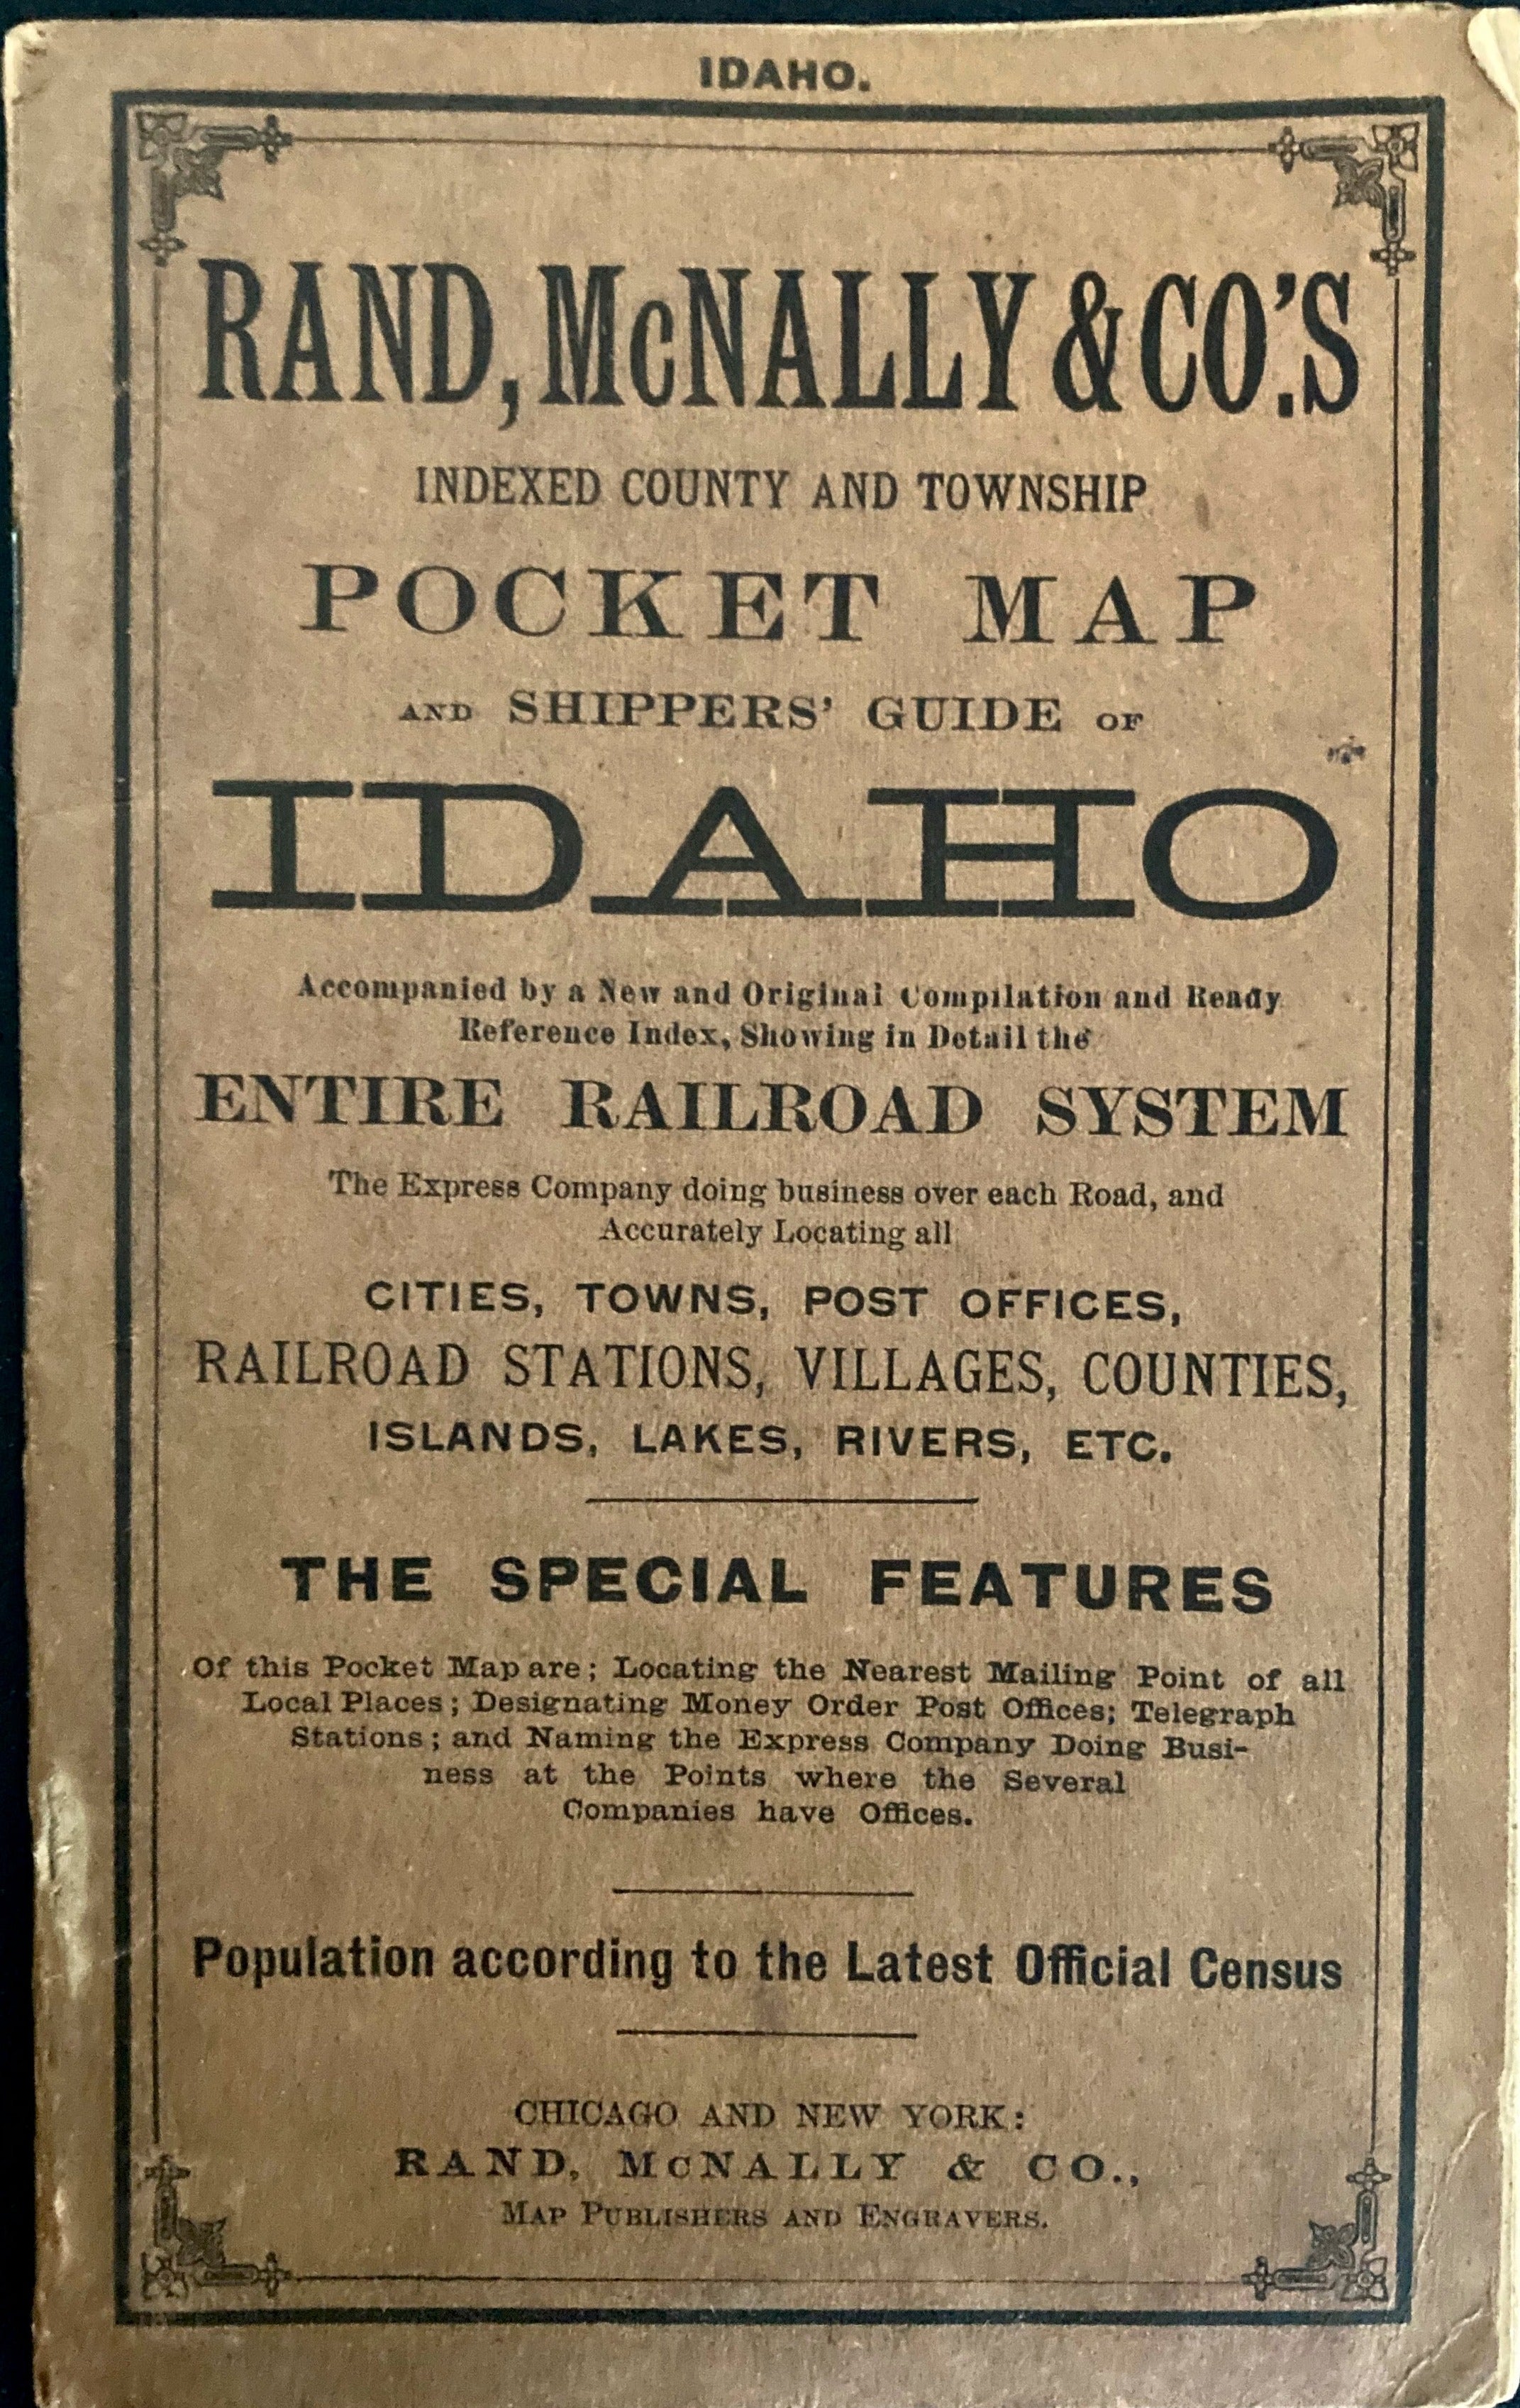 IDAHO.
RAND, McNALLY & CO.'S
INDEXED COUNTY AND TOWNSHIP
POCKET MAP
AND SHIPPERS' GUIDE OF
IDAHO
Accompanied by a New and Original Compilation and Ready
Reference Index, Showing in Detail the
ENTIRE RAILROAD SYSTEM
The Express Company doing business over each Road, and
Accurately Locating all
CITIES, TOWNS, POST OFFICES,
RAILROAD STATIONS, VILLAGES, COUNTIES,
ISLANDS, LAKES, RIVERS, ETC.
THE SPECIAL FEATURES
Of this Pocket Map are; Locating the Nearest Mailing Point of all
Local Places; Designating Money Order Post Offices; Telegraph
Stations; and Naming the Express Company Doing Busi-
ness at the Points where the Several
Companies have Offices.
Population according to the Latest Official Census
CHICAGO AND NEW YORK:
RAND, McNALLY & CO.,
MAP PUBLISHERS AND ENGRAVERS.